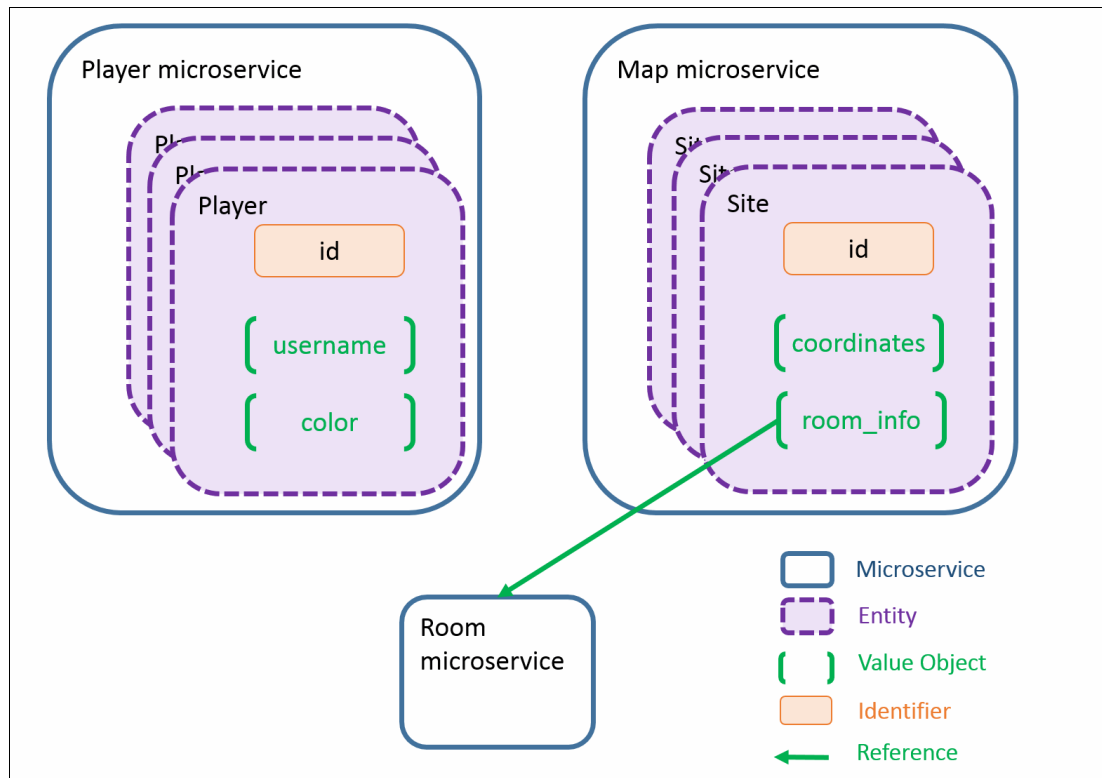 Player microservice
Player
id
username
color
Map microservice
Site
id
coordinates
room_info
Room
microservice
Microservice
Entity
Value Object
Identifier
Reference